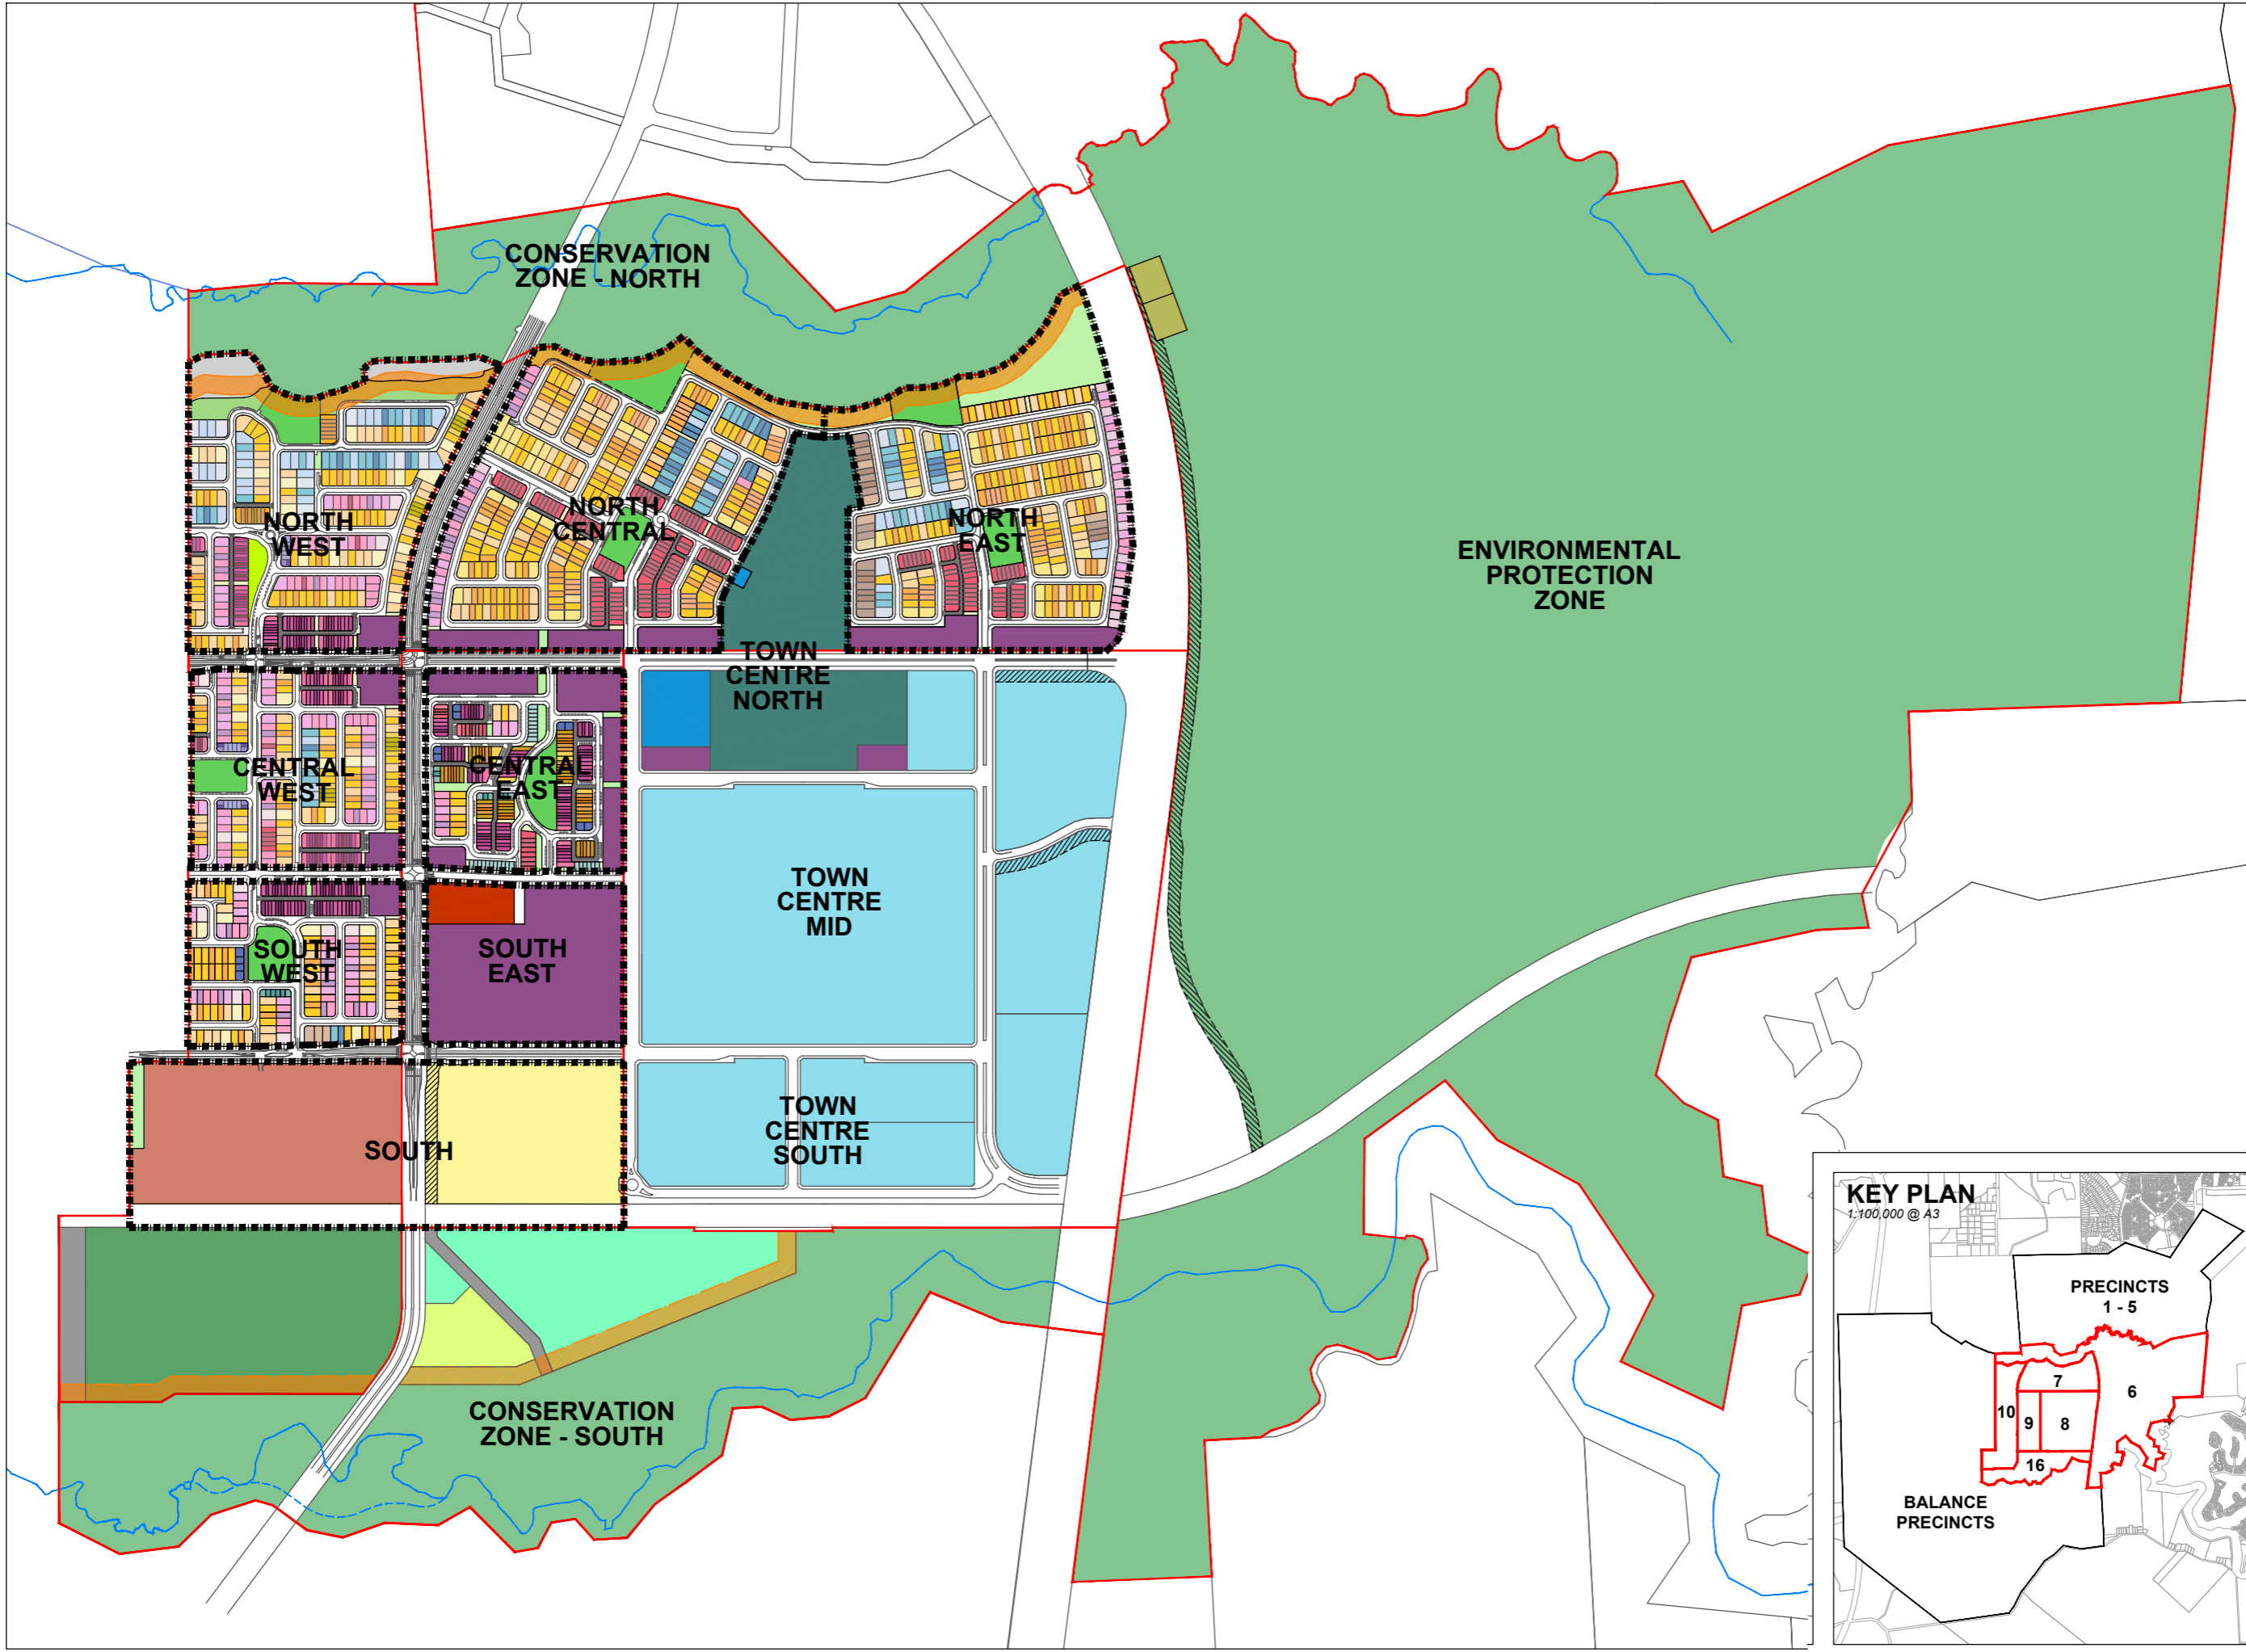 CONSERVATION
ZONE - NORTH
NORTH
WEST
NORTH
CENTRAL
NORTH
EAST
ENVIRONMENTAL
PROTECTION
ZONE
TOWN
CENTRE
NORTH
CENTRAL
WEST
CENTRAL
EAST
TOWN
CENTRE
MID
SOUTH
WEST
SOUTH
EAST
SOUTH
TOWN
CENTRE
SOUTH
CONSERVATION
ZONE - SOUTH
KEY PLAN
1:100,000 @ A3
PRECINCTS
1 - 5
7
6
10
9
8
16
BALANCE
PRECINCTS